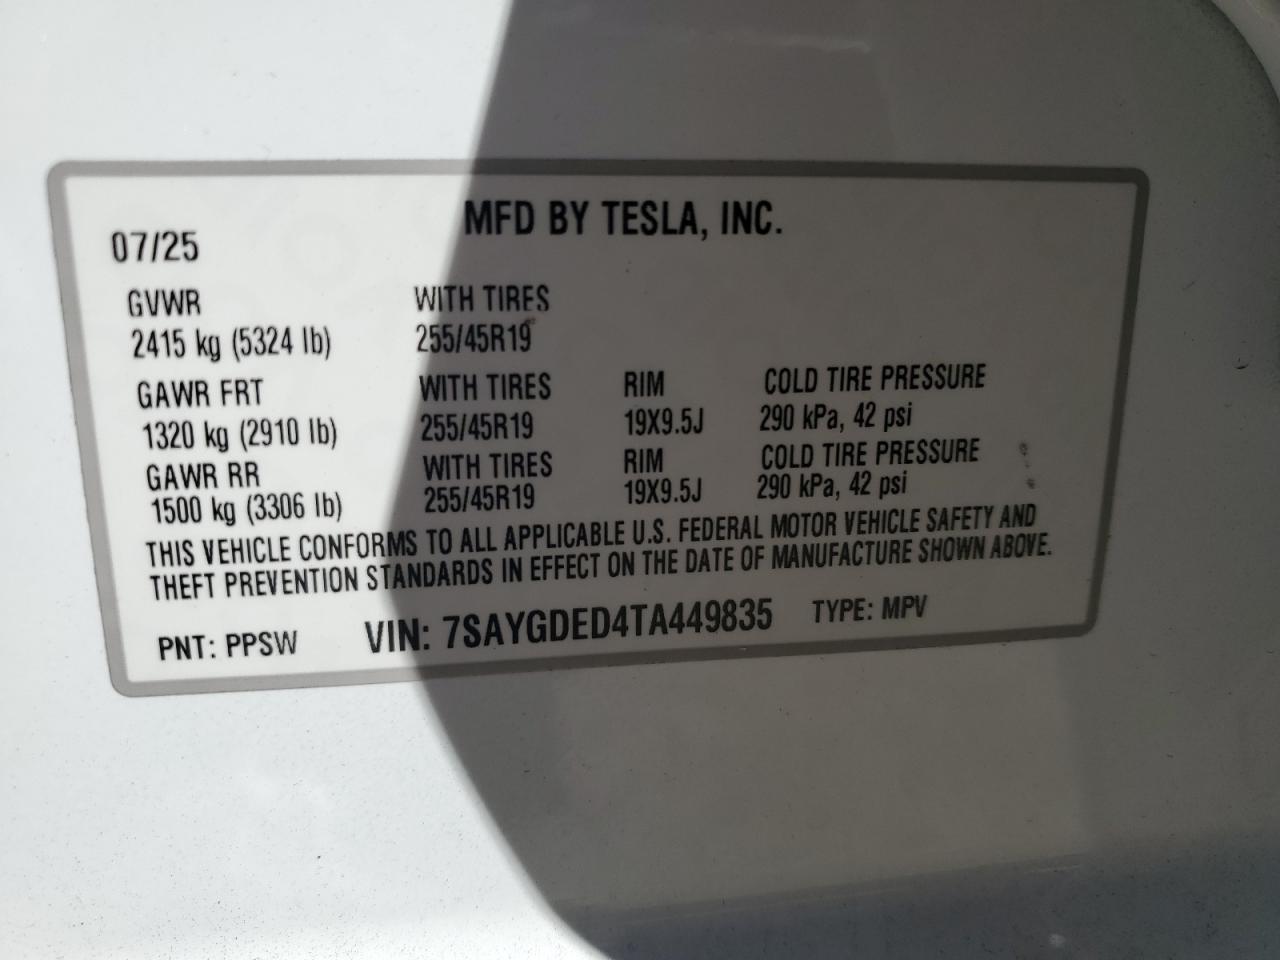 MFD BY TESLA, INC.
07/25
GVWR WITH TIRES
2415 kg (5324 lb) 255/45R19
GAWR FRT WITH TIRES RIM COLD TIRE PRESSURE
1320 kg (2910 lb) 255/45R19 19X9.5J 290 kPa, 42 psi
GAWR RR WITH TIRES RIM COLD TIRE PRESSURE
1500 kg (3306 lb) 255/45R19 19X9.5J 290 kPa, 42 psi
THIS VEHICLE CONFORMS TO ALL APPLICABLE U.S. FEDERAL MOTOR VEHICLE SAFETY AND
THEFT PREVENTION STANDARDS IN EFFECT ON THE DATE OF MANUFACTURE SHOWN ABOVE.
PNT: PPSW VIN: 7SAYGDED4TA449835 TYPE: MPV